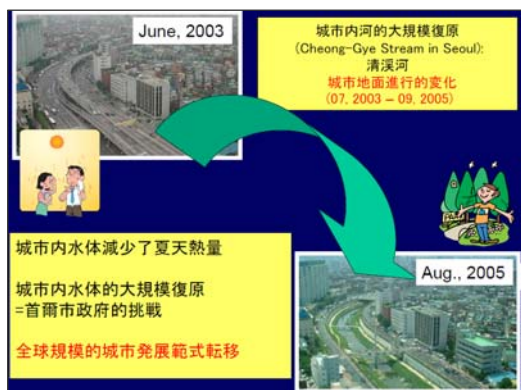 June, 2003
城市内河的大規模復原
(Cheong-Gye Stream in Seoul):
清溪河
城市地面進行的変化
(07, 2003 – 09, 2005)
城市内水体減少了夏天熱量
城市内水体的大規模復原
=首爾市政府的挑戦
全球規模的城市発展範式転移
Aug., 2005